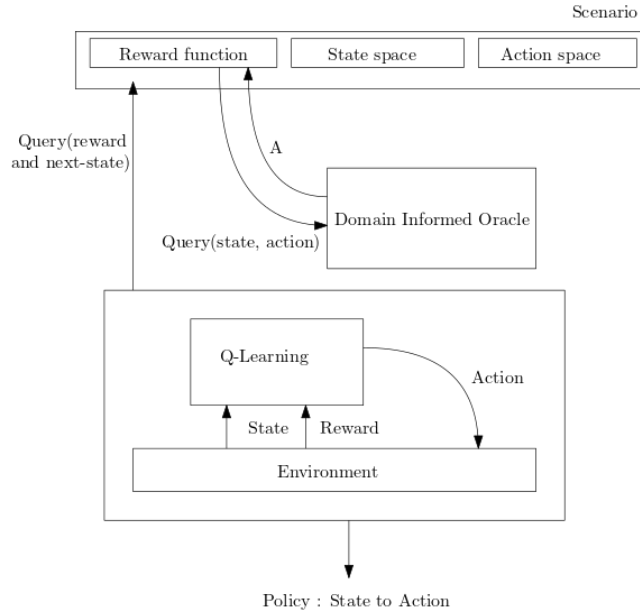 Scenario
Reward function
State space
Action space
Query(reward
and next-state)
A
Domain Informed Oracle
Query(state, action)
Q-Learning
Action
State
Reward
Environment
Policy : State to Action